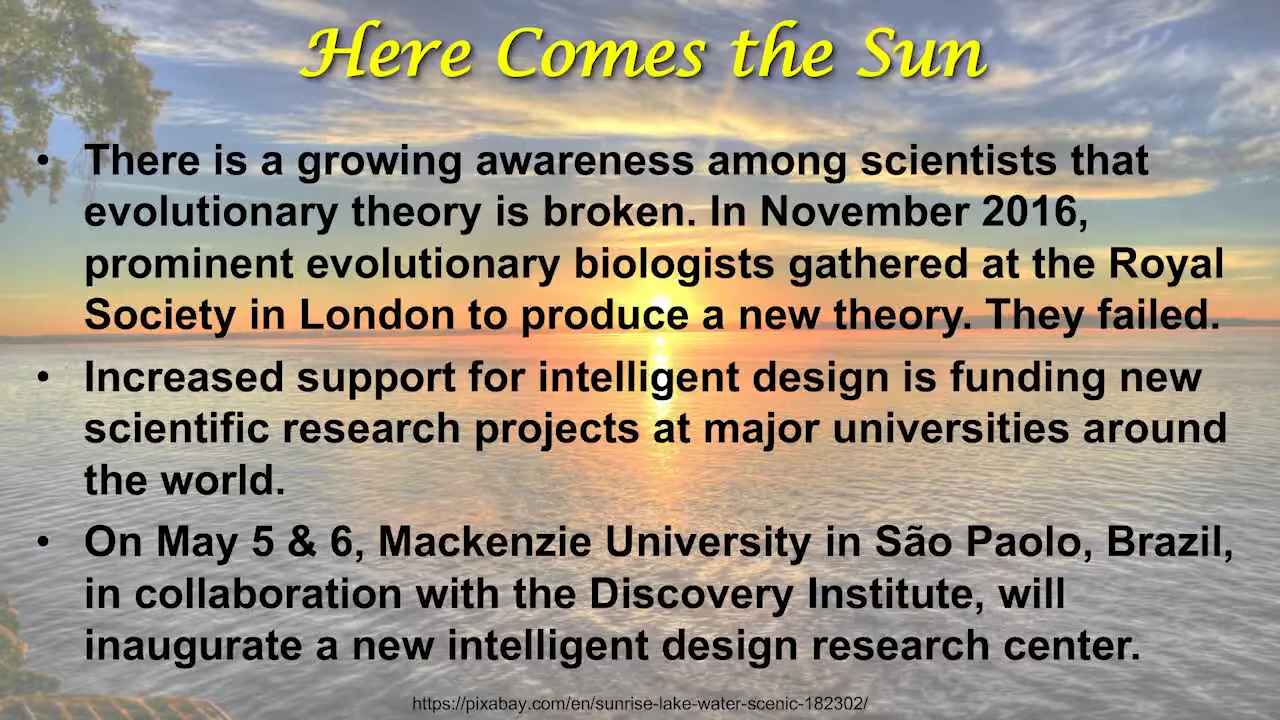 Here Comes the Sun
• There is a growing awareness among scientists that
evolutionary theory is broken. In November 2016,
prominent evolutionary biologists gathered at the Royal
Society in London to produce a new theory. They failed.
• Increased support for intelligent design is funding new
scientific research projects at major universities around
the world.
• On May 5 & 6, Mackenzie University in São Paolo, Brazil,
in collaboration with the Discovery Institute, will
inaugurate a new intelligent design research center.
https://pixabay.com/en/sunrise-lake-water-scenic-182302/